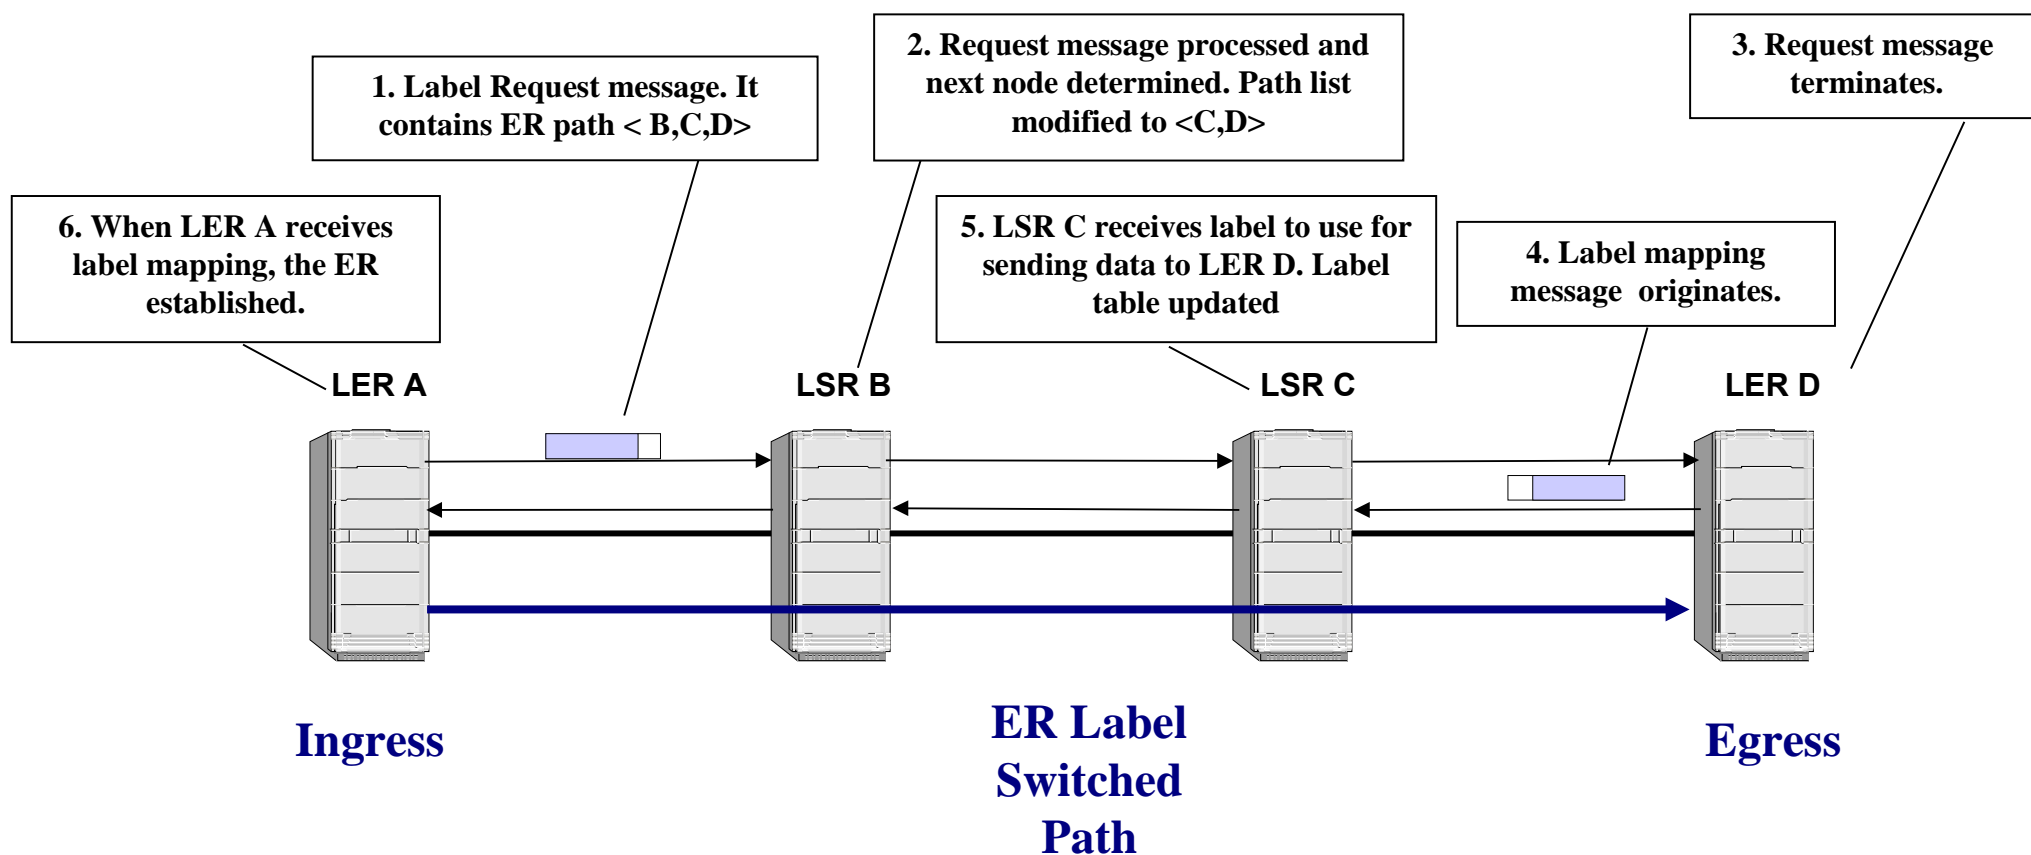 1. Label Request message. It
contains ER path < B,C,D>
2. Request message processed and
next node determined. Path list
modified to <C,D>
3. Request message
terminates.
6. When LER A receives
label mapping, the ER
established.
5. LSR C receives label to use for
sending data to LER D. Label
table updated
4. Label mapping
message  originates.
LER A
LSR B
LSR C
LER D
Ingress
ER Label
Switched
Path
Egress